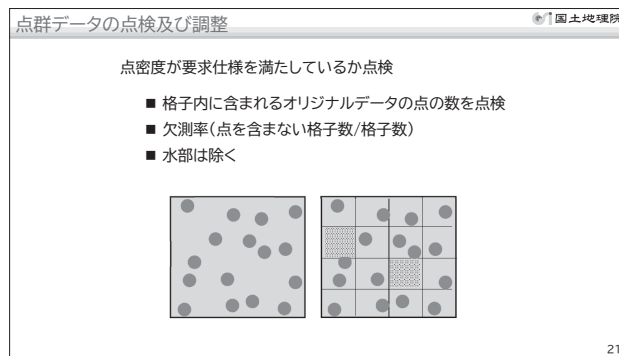 点群データの点検及び調整
国土地理院
点密度が要求仕様を満たしているか点検
■ 格子内に含まれるオリジナルデータの点の数を点検
■ 欠測率(点を含まない格子数/格子数)
■ 水部は除く
21